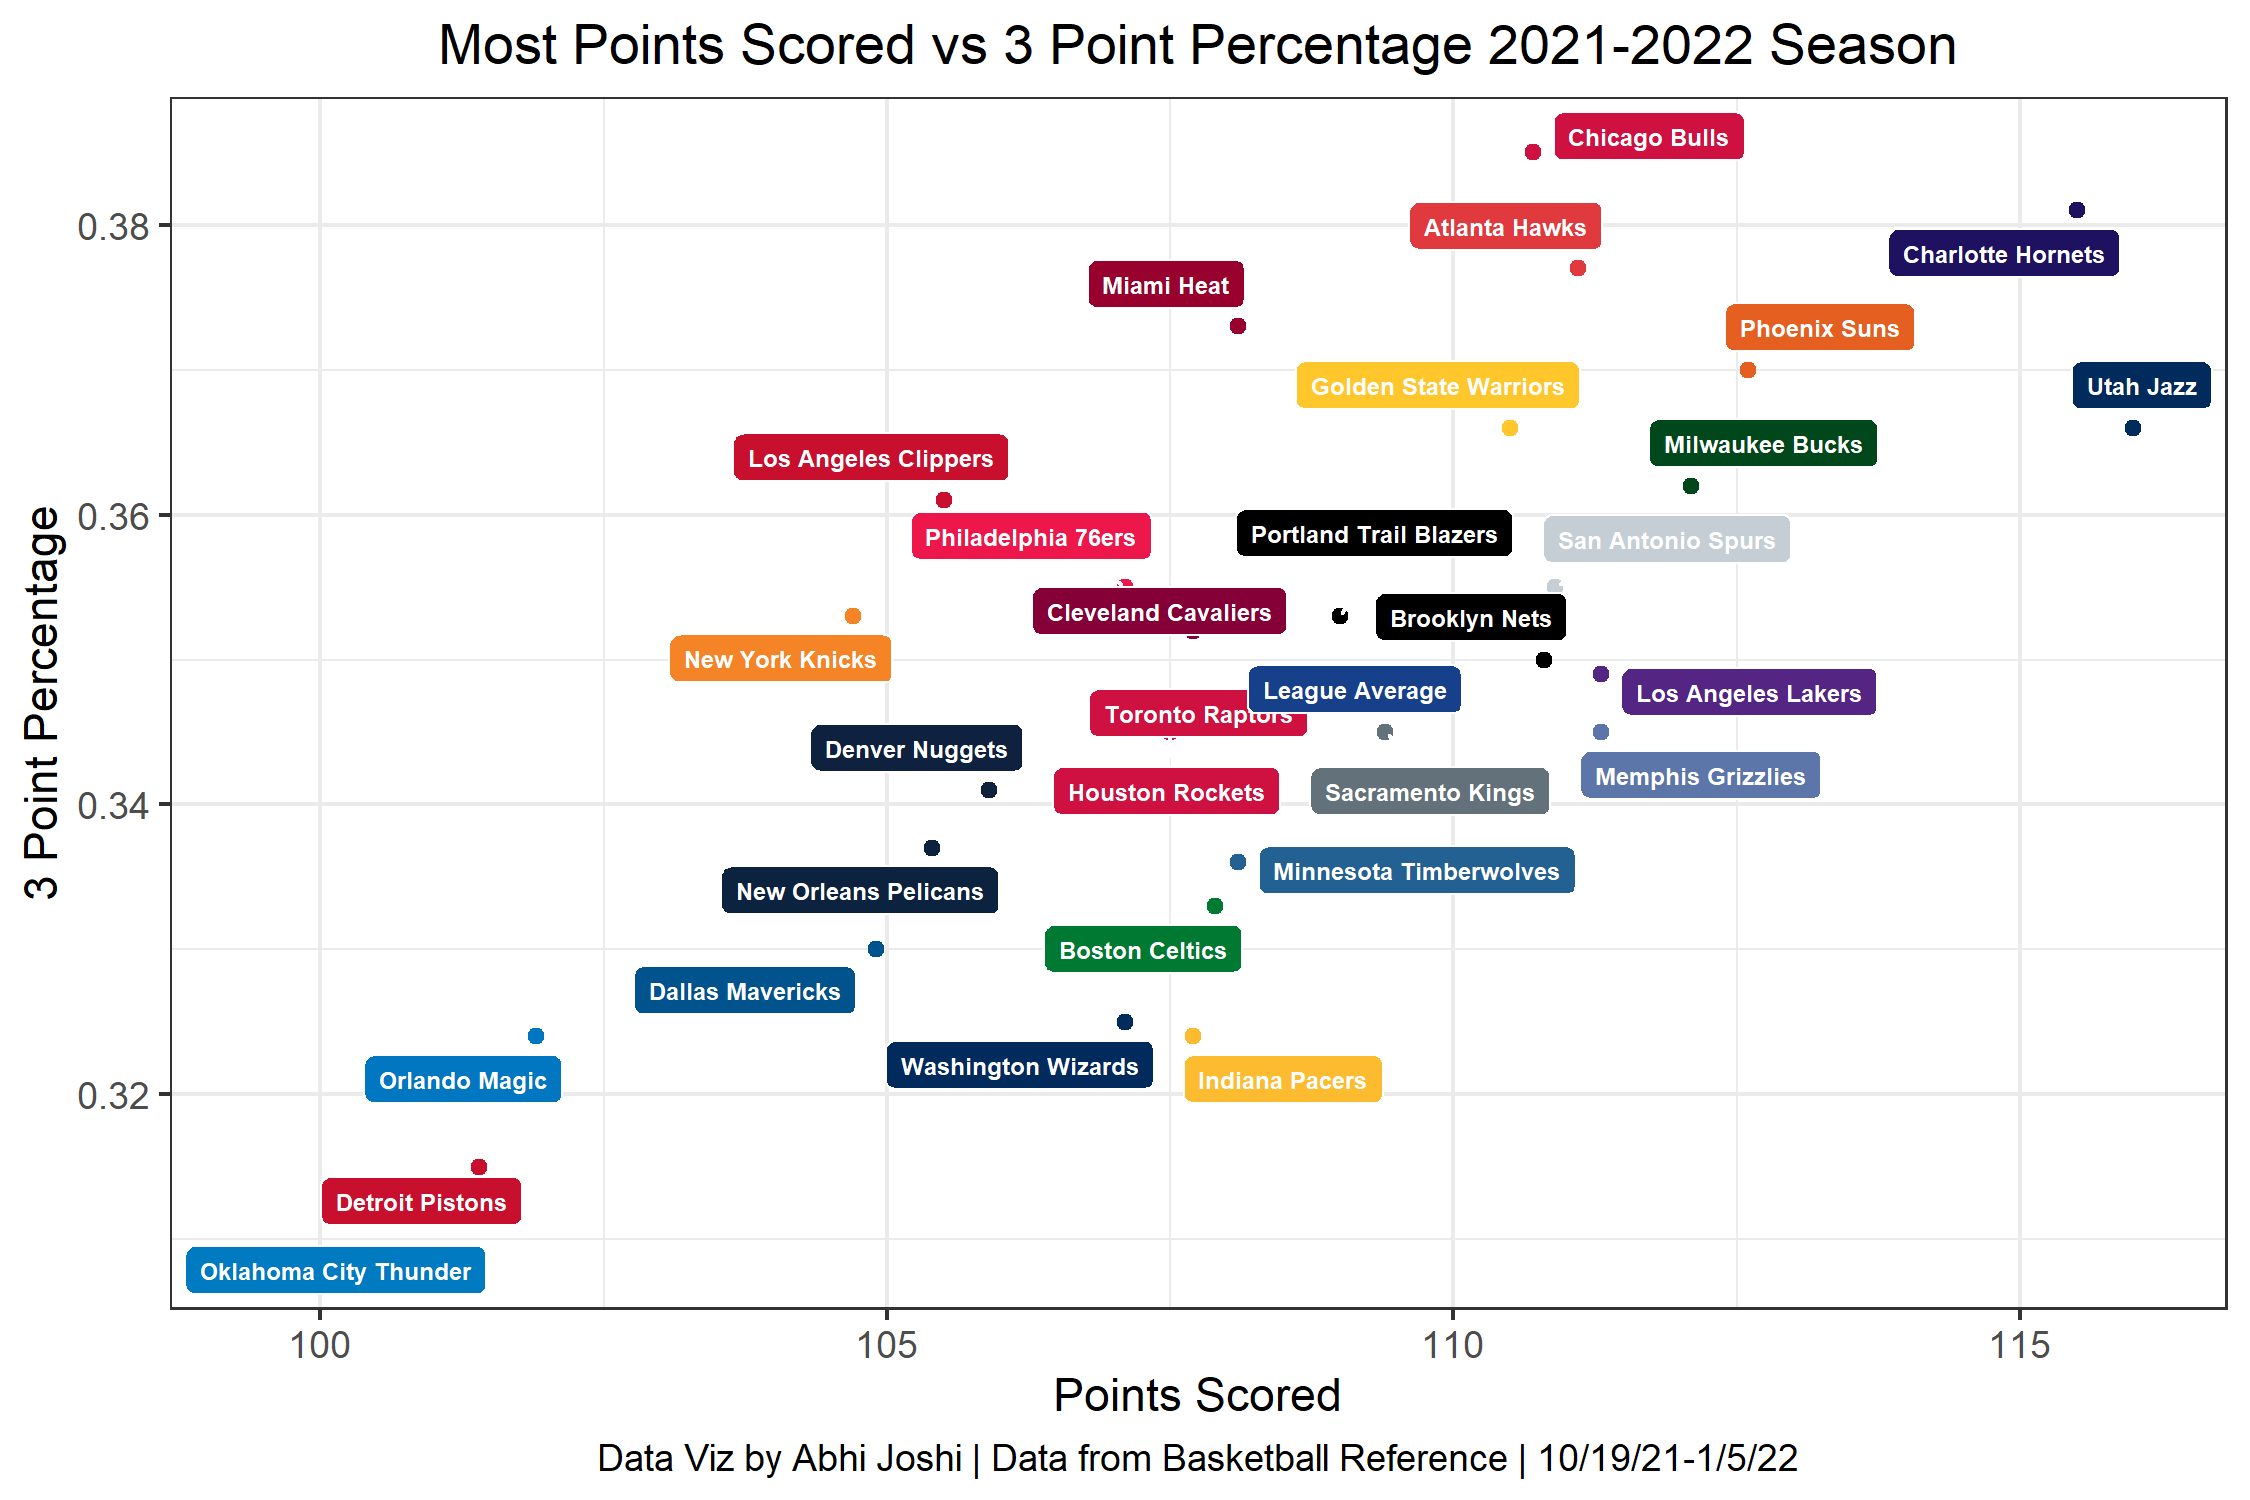 Most Points Scored vs 3 Point Percentage 2021-2022 Season
3 Point Percentage
0.38
0.36
0.34
0.32
Chicago Bulls
Atlanta Hawks
Charlotte Hornets
Miami Heat
Phoenix Suns
Golden State Warriors
Utah Jazz
Milwaukee Bucks
Los Angeles Clippers
Philadelphia 76ers
Portland Trail Blazers
San Antonio Spurs
Cleveland Cavaliers
Brooklyn Nets
New York Knicks
League Average
Los Angeles Lakers
Toronto Raptors
Denver Nuggets
Memphis Grizzlies
Houston Rockets
Sacramento Kings
Minnesota Timberwolves
New Orleans Pelicans
Boston Celtics
Dallas Mavericks
Washington Wizards
Orlando Magic
Indiana Pacers
Detroit Pistons
Oklahoma City Thunder
100
105
110
115
Points Scored
Data Viz by Abhi Joshi | Data from Basketball Reference | 10/19/21-1/5/22